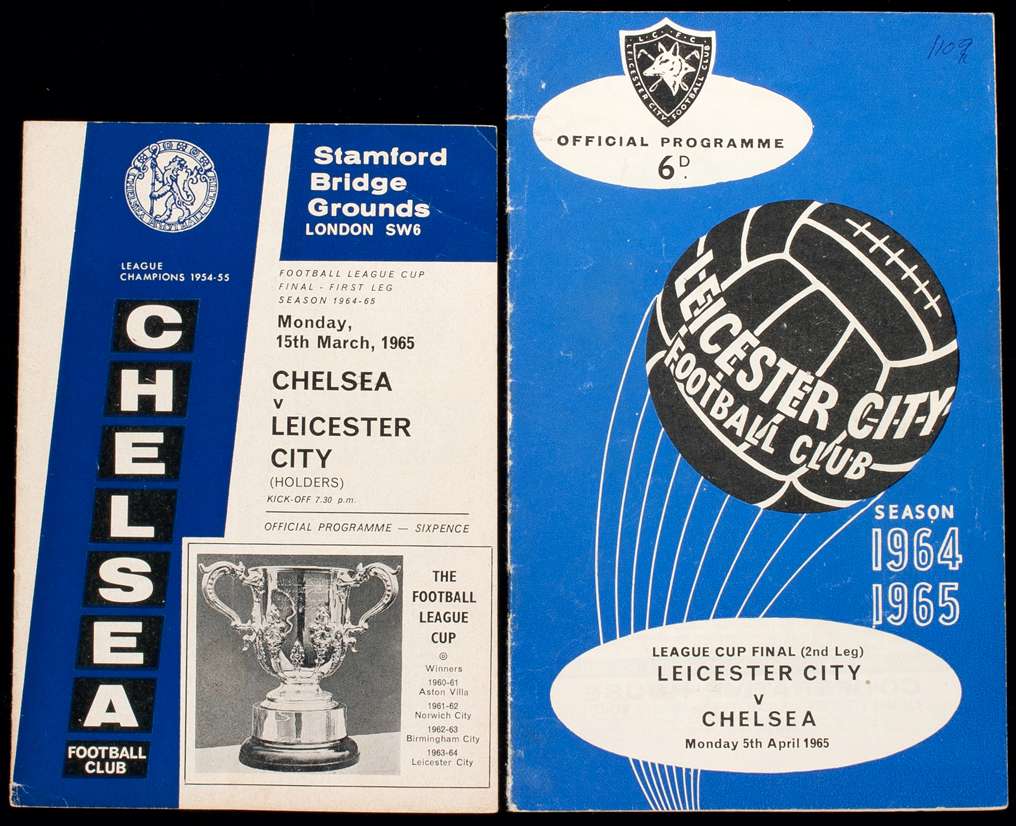 Stamford
Bridge
Grounds
LONDON SW6
LEAGUE
CHAMPIONS 1954-55
CHELSEA
FOOTBALL
CLUB
FOOTBALL LEAGUE CUP
FINAL - FIRST LEG
SEASON 1964-65
Monday,
15th March, 1965
CHELSEA
v
LEICESTER
CITY
(HOLDERS)
KICK-OFF 7.30 p.m.
OFFICIAL PROGRAMME — SIXPENCE
THE
FOOTBALL
LEAGUE
CUP
Winners
1960-61
Aston Villa
1961-62
Norwich City
1962-63
Birmingham City
1963-64
Leicester City
L.C.F.C.
LEICESTER CITY FOOTBALL CLUB
OFFICIAL PROGRAMME
6D.
LEICESTER CITY
FOOTBALL CLUB
SEASON
1964
1965
LEAGUE CUP FINAL (2nd Leg)
LEICESTER CITY
v
CHELSEA
Monday 5th April 1965